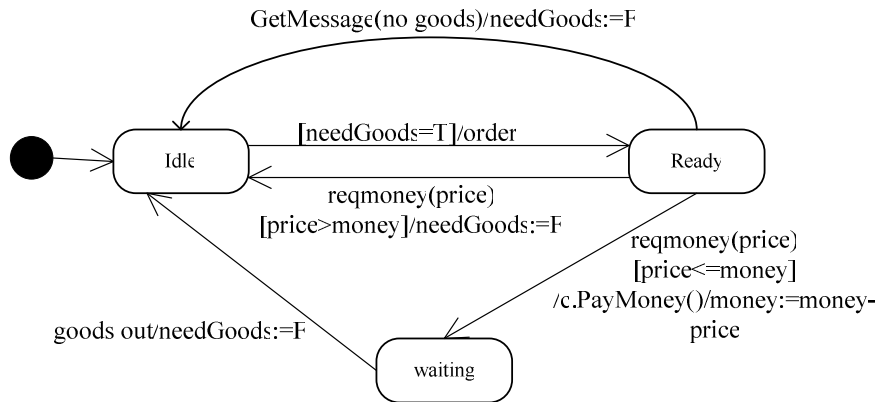 GetMessage(no goods)/needGoods:=F
[needGoods=T]/order
Idle
Ready
reqmoney(price)
[price>money]/needGoods:=F
reqmoney(price)
[price<=money]
/c.PayMoney()/money:=money-
price
goods out/needGoods:=F
waiting